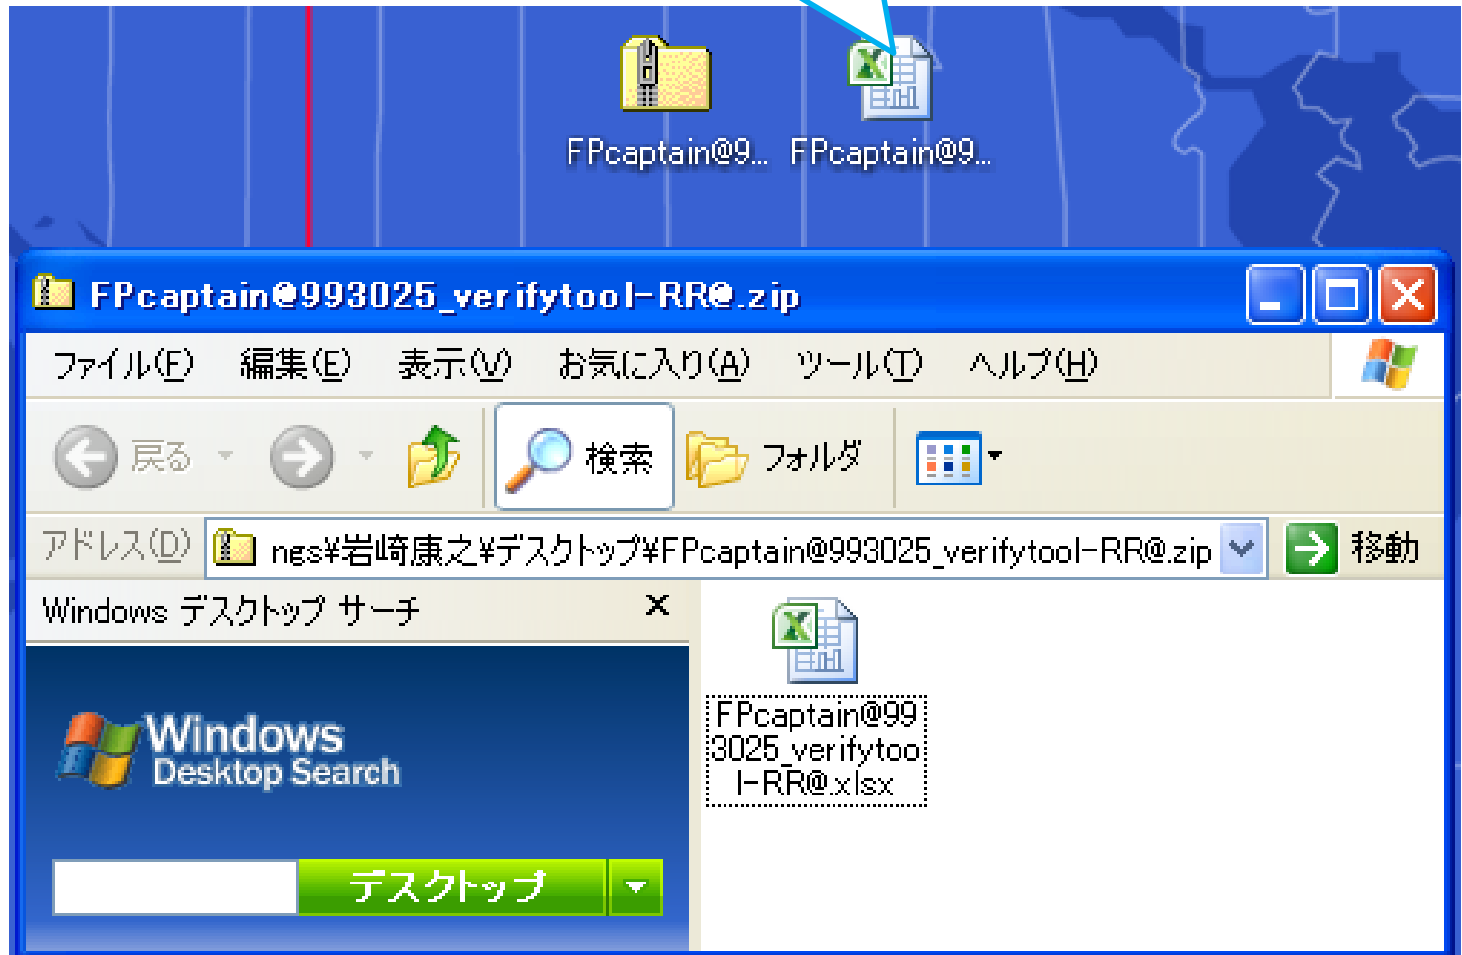 FPcaptain@9...
FPcaptain@9...
FPcaptain@993025_verifytool-RR@.zip
ファイル(F) 編集(E) 表示(V) お気に入り(A) ツール(T) ヘルプ(H)
戻る 検索 フォルダ
アドレス(D) ngs¥岩崎康之¥デスクトップ¥FPcaptain@993025_verifytool-RR@.zip 移動
Windows デスクトップ サーチ
Windows
Desktop Search
デスクトップ
FPcaptain@99
3025_verifytoo
l-RR@.xlsx